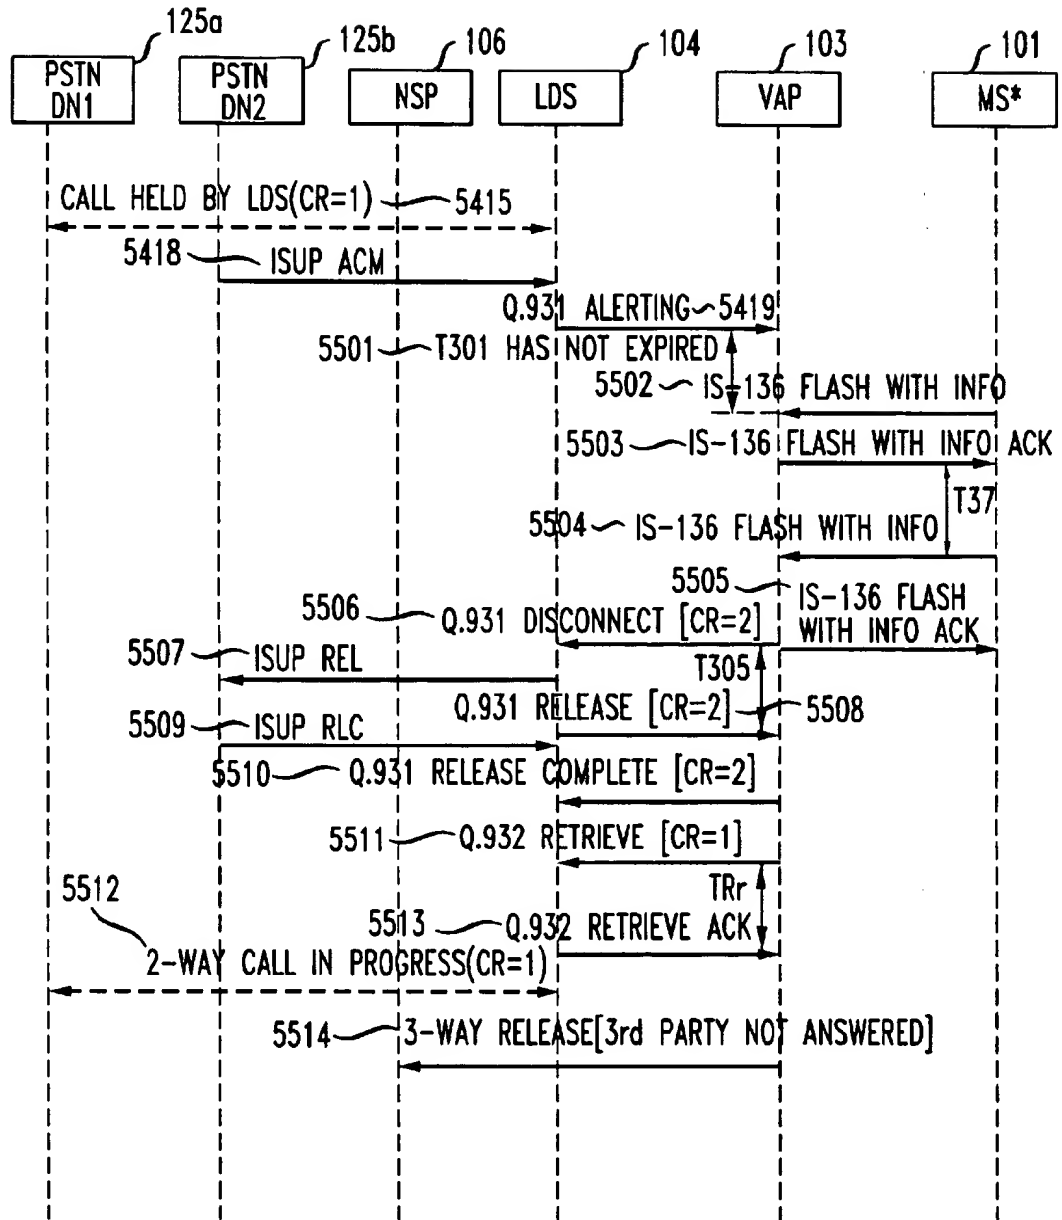 125a
125b
106
104
103
101
PSTN
DN1
PSTN
DN2
NSP
LDS
VAP
MS*
CALL HELD BY LDS(CR=1)
5415
5418
ISUP ACM
Q.931 ALERTING
5419
5501
T301 HAS NOT EXPIRED
5502
IS-136 FLASH WITH INFO
5503
IS-136 FLASH WITH INFO ACK
T37
5504
IS-136 FLASH WITH INFO
5505
IS-136 FLASH
WITH INFO ACK
5506
Q.931 DISCONNECT [CR=2]
5507
ISUP REL
T305
Q.931 RELEASE [CR=2]
5508
5509
ISUP RLC
5510
Q.931 RELEASE COMPLETE [CR=2]
5511
Q.932 RETRIEVE [CR=1]
TRr
5512
5513
Q.932 RETRIEVE ACK
2-WAY CALL IN PROGRESS(CR=1)
5514
3-WAY RELEASE[3rd PARTY NOT ANSWERED]